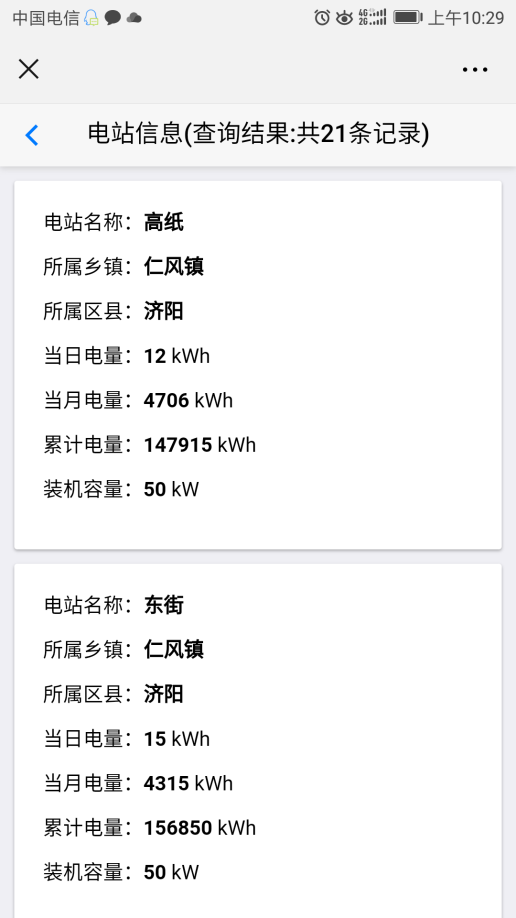 中国电信
4G
2G
上午10:29
电站信息(查询结果:共21条记录)
电站名称：高纸
所属乡镇：仁风镇
所属区县：济阳
当日电量：12 kWh
当月电量：4706 kWh
累计电量：147915 kWh
装机容量：50 kW
电站名称：东街
所属乡镇：仁风镇
所属区县：济阳
当日电量：15 kWh
当月电量：4315 kWh
累计电量：156850 kWh
装机容量：50 kW